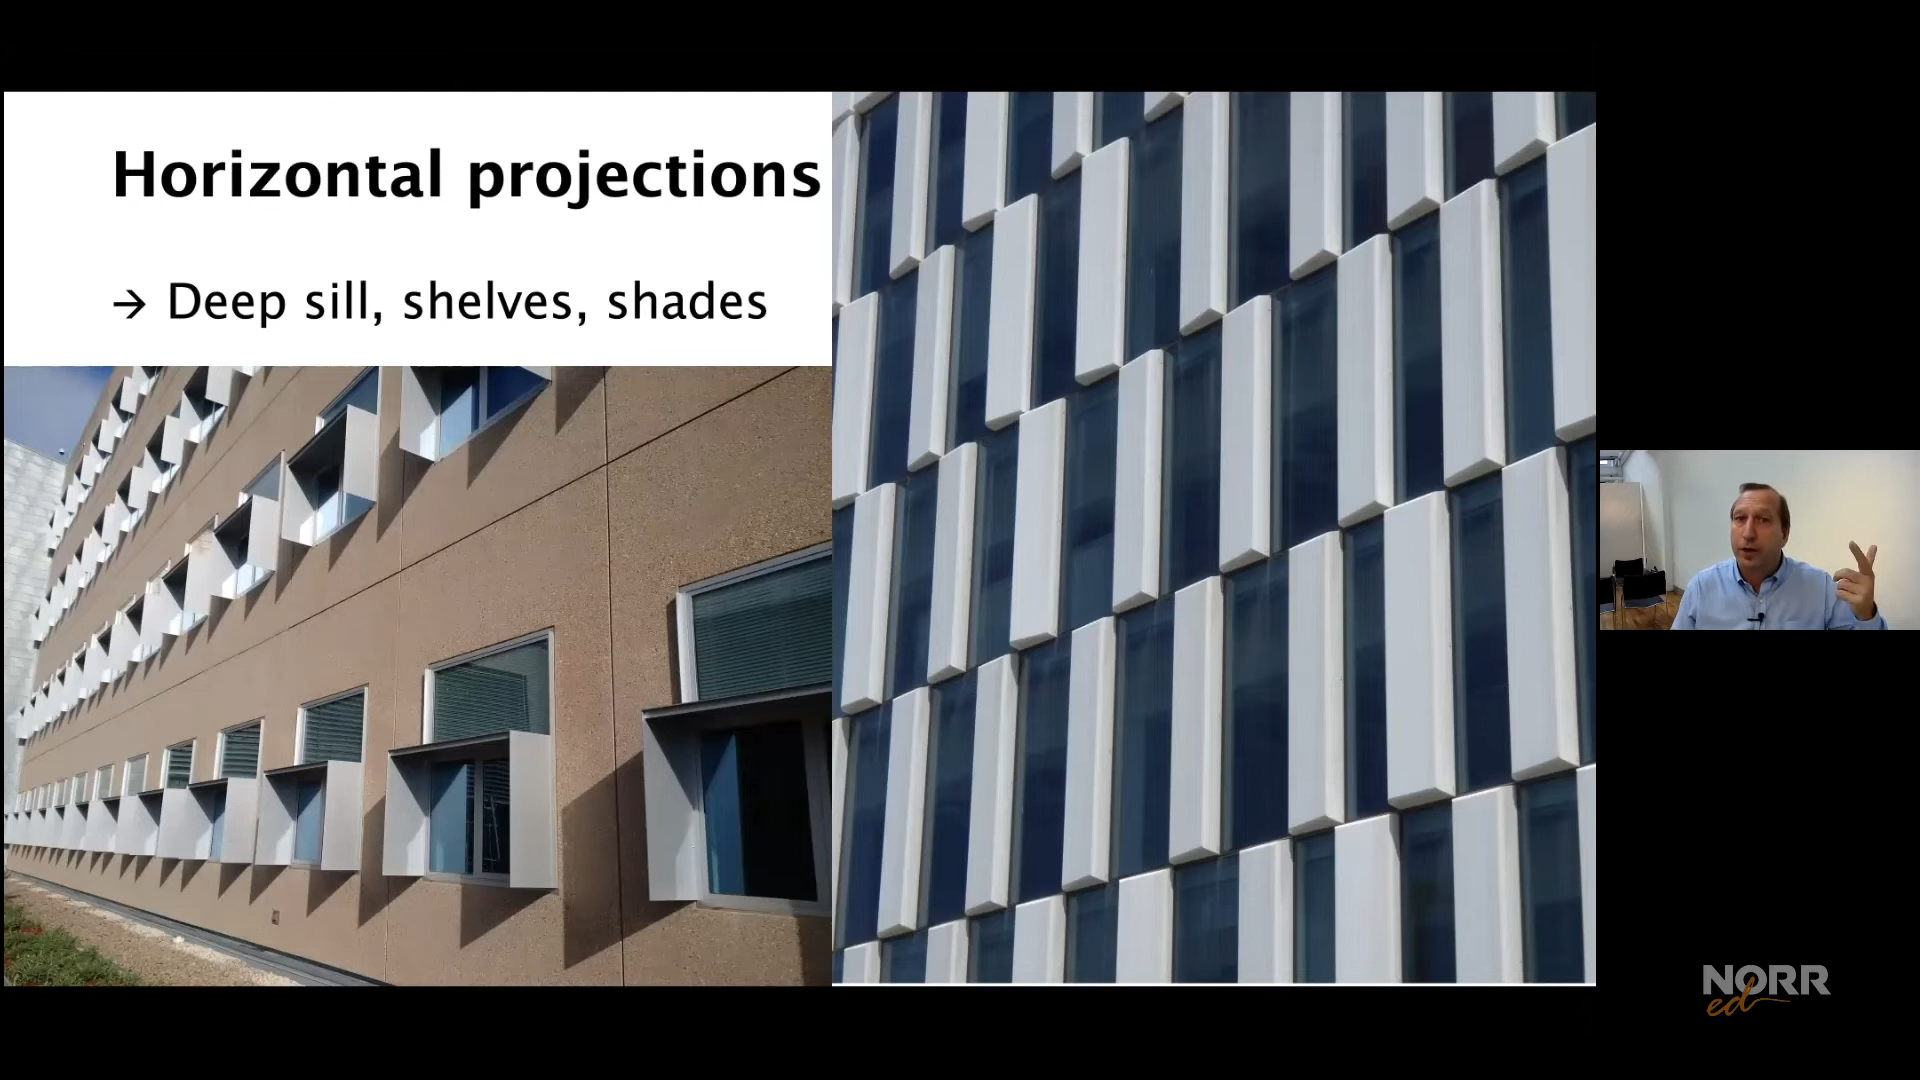 Horizontal projections
→ Deep sill, shelves, shades
NORR
ed